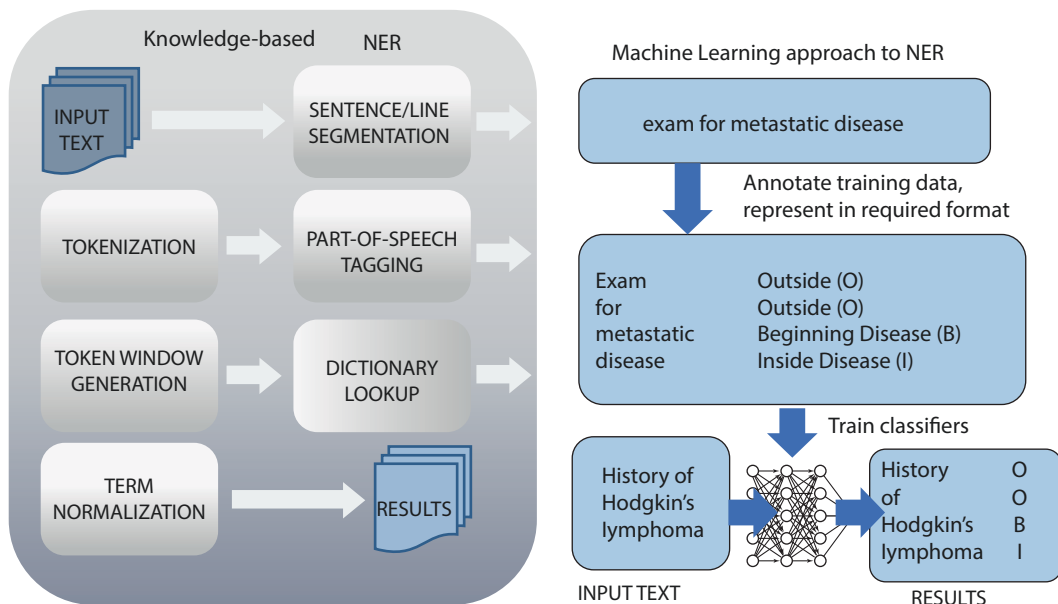 Knowledge-based NER
INPUT
TEXT
SENTENCE/LINE
SEGMENTATION
TOKENIZATION
PART-OF-SPEECH
TAGGING
TOKEN WINDOW
GENERATION
DICTIONARY
LOOKUP
TERM
NORMALIZATION
RESULTS
Machine Learning approach to NER
exam for metastatic disease
Annotate training data,
represent in required format
Exam Outside (O)
for Outside (O)
metastatic Beginning Disease (B)
disease Inside Disease (I)
Train classifiers
History of
Hodgkin's
lymphoma
INPUT TEXT
History O
of O
Hodgkin's B
lymphoma I
RESULTS